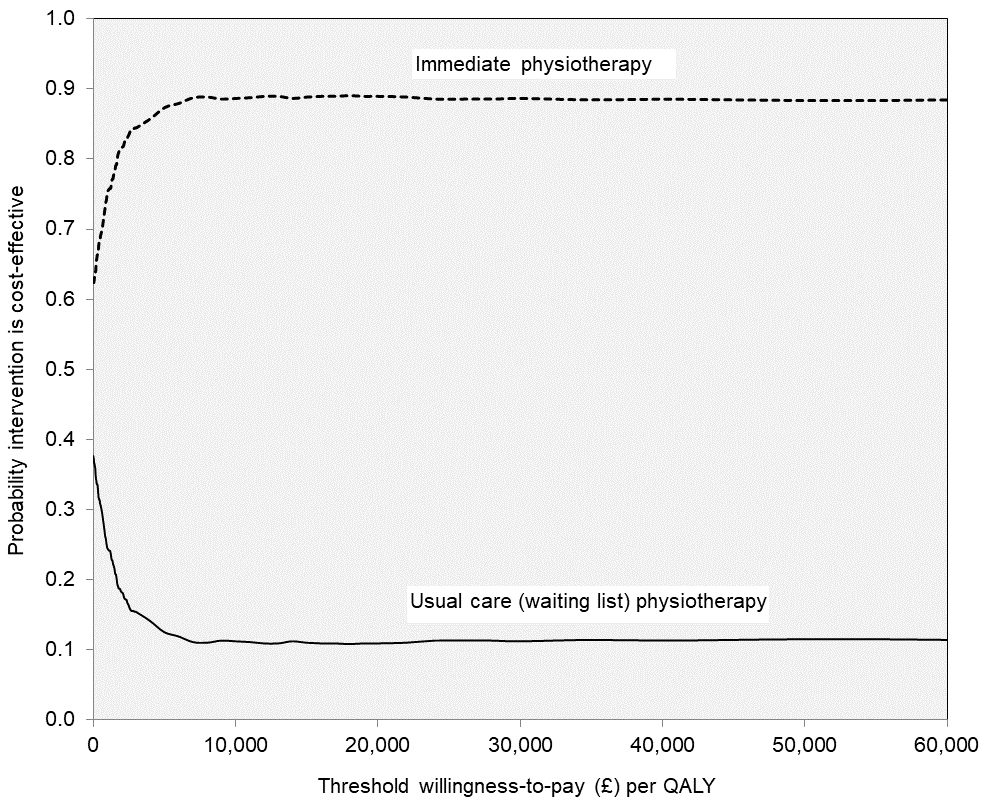 1.0
0.9
0.8
0.7
0.6
0.5
0.4
0.3
0.2
0.1
0.0
Probability intervention is cost-effective
Immediate physiotherapy
Usual care (waiting list) physiotherapy
0 10,000 20,000 30,000 40,000 50,000 60,000
Threshold willingness-to-pay (£) per QALY